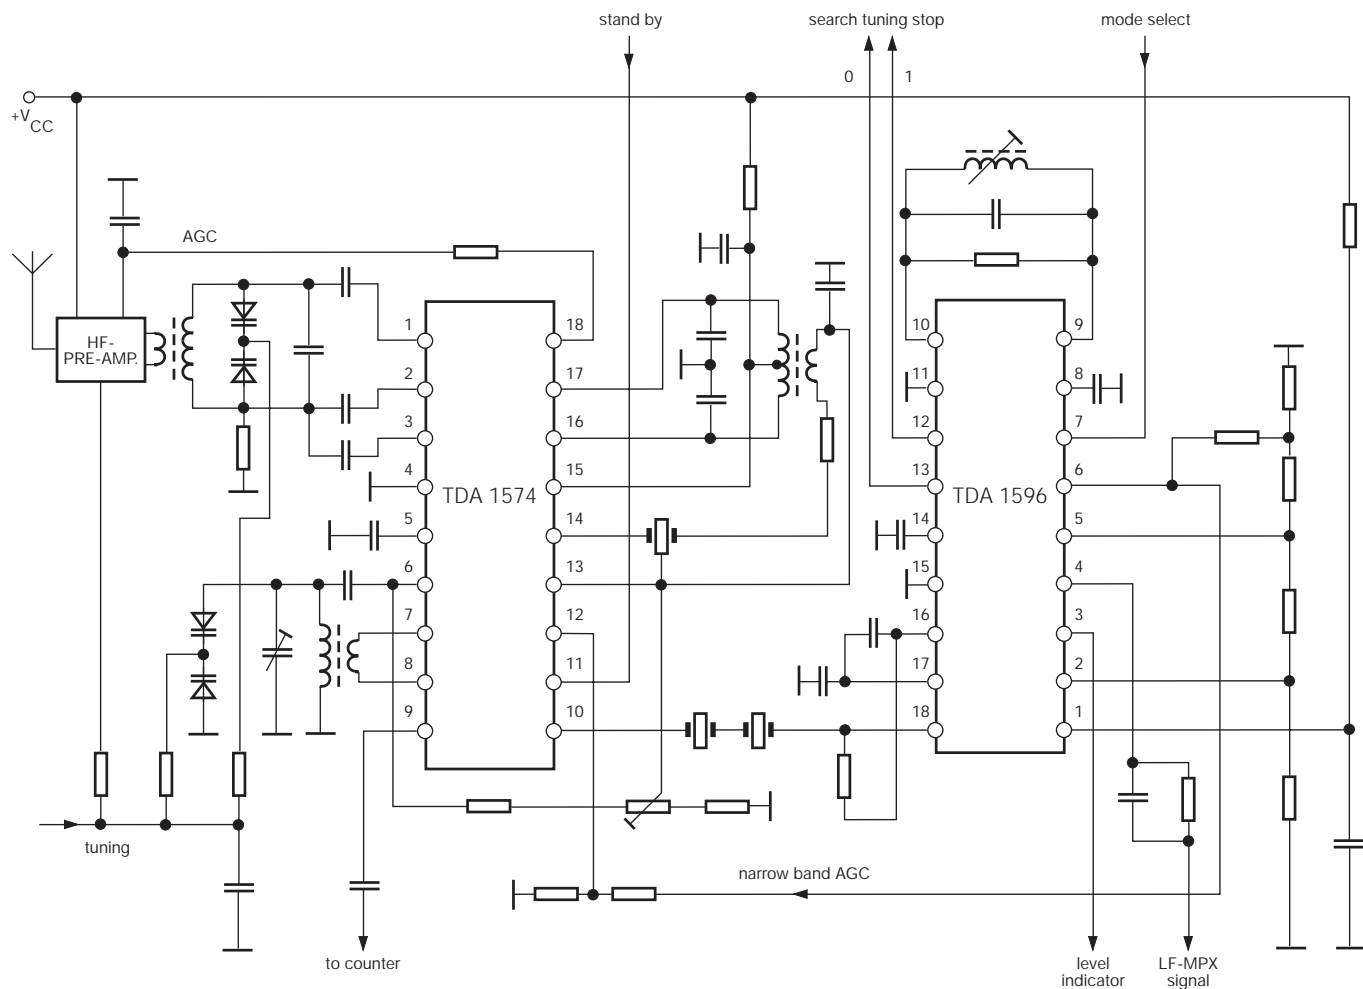 stand by
search tuning stop
mode select
0
1
+VCC
AGC
HF-
PRE-AMP.
1
18
2
17
3
16
4
15
5
14
6
13
7
12
8
11
9
10
TDA 1574
10
9
11
8
12
7
13
6
14
5
15
4
16
3
17
2
18
1
TDA 1596
tuning
narrow band AGC
to counter
level
indicator
LF-MPX
signal